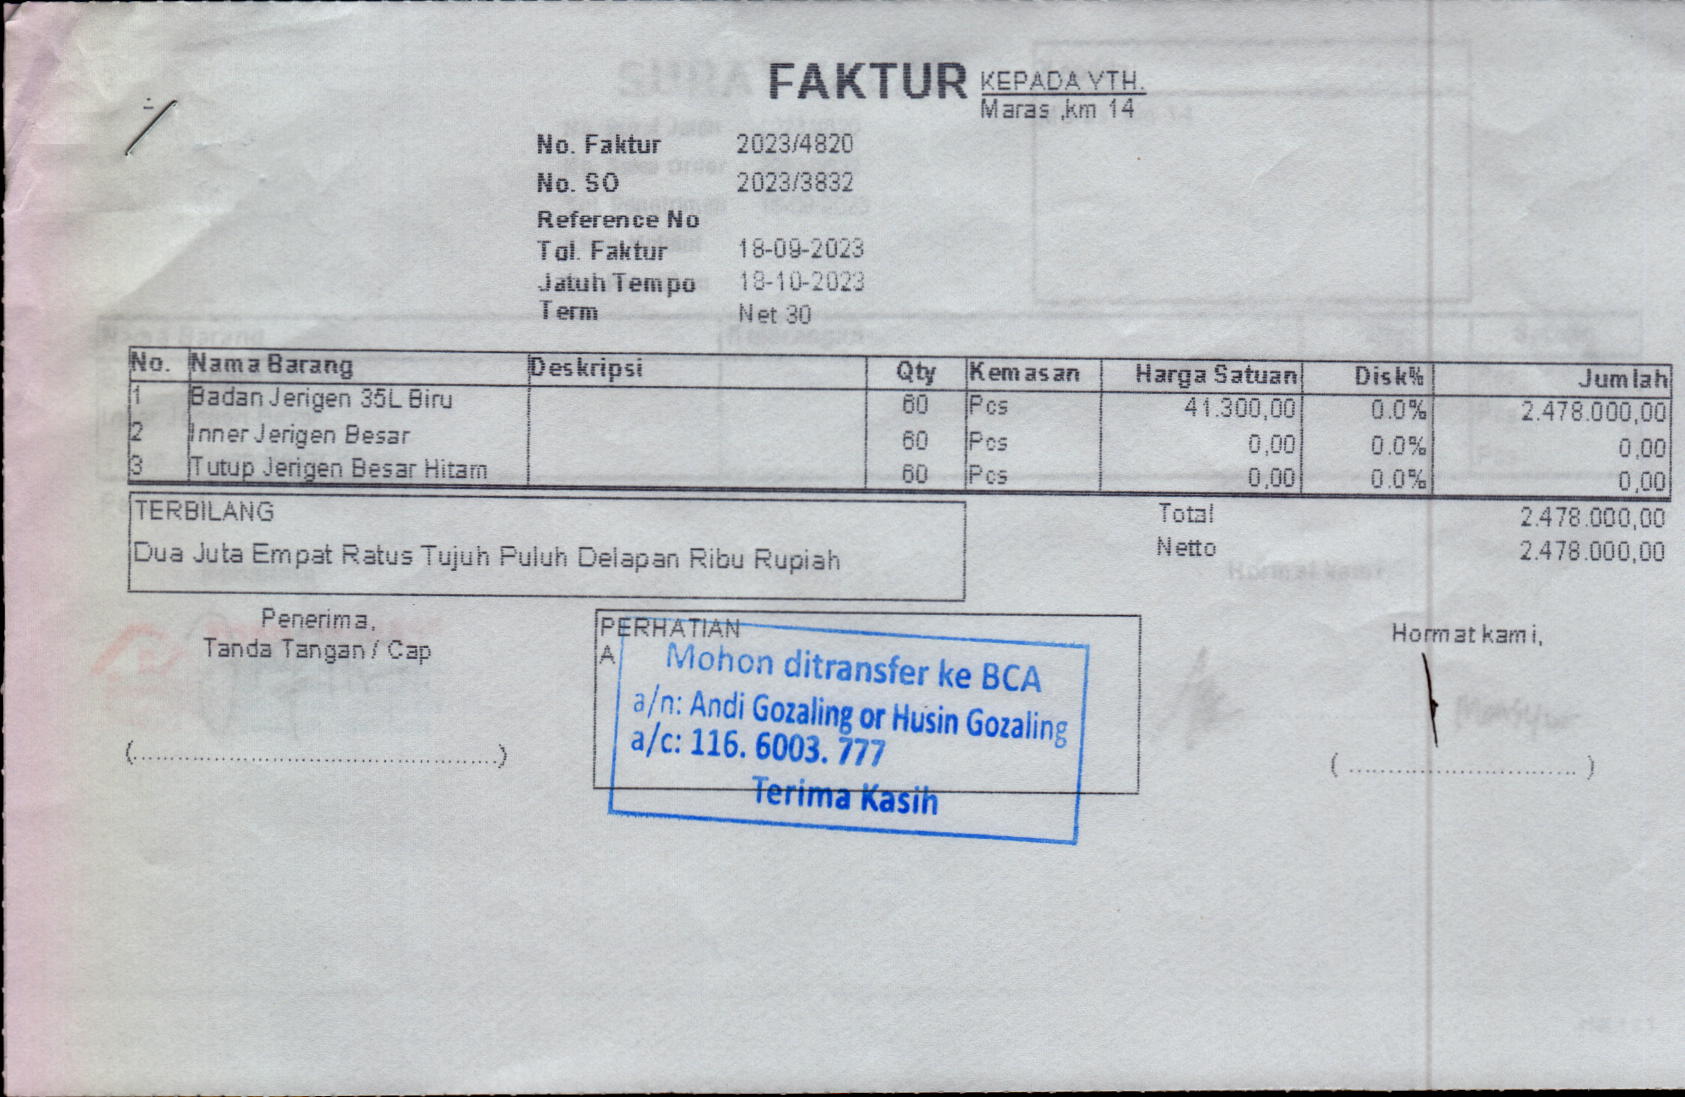 FAKTUR
KEPADA YTH.
Maras ,km 14
No. Faktur 2023/4820
No. SO 2023/3832
Reference No
Tgl. Faktur 18-09-2023
Jatuh Tempo 18-10-2023
Term Net 30
No. Nama Barang Deskripsi Qty Kemasan Harga Satuan Disk% Jumlah
1 Badan Jerigen 35L Biru 60 Pcs 41.300,00 0.0% 2.478.000,00
2 Inner Jerigen Besar 60 Pcs 0,00 0.0% 0,00
3 Tutup Jerigen Besar Hitam 60 Pcs 0,00 0.0% 0,00
TERBILANG
Dua Juta Empat Ratus Tujuh Puluh Delapan Ribu Rupiah
Total 2.478.000,00
Netto 2.478.000,00
Penerima,
Tanda Tangan / Cap
(.................................................)
PERHATIAN
A
Mohon ditransfer ke BCA
a/n: Andi Gozaling or Husin Gozaling
a/c: 116. 6003. 777
Terima Kasih
Hormat kami,
( ............................... )